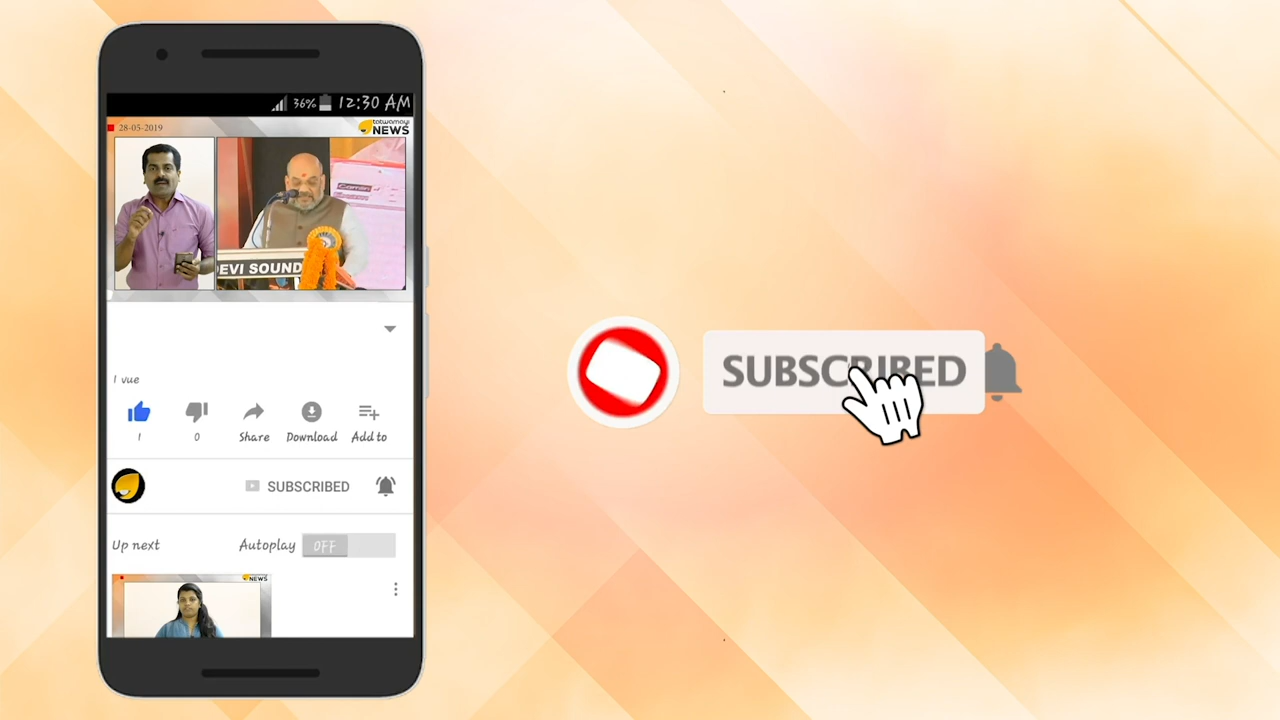 36% 12:30 AM
28-05-2019
tatwamayi
NEWS
DEVI SOUND
1 vue
1
0
Share
Download
Add to
SUBSCRIBED
Up next
Autoplay
OFF
NEWS
SUBSCRIBED